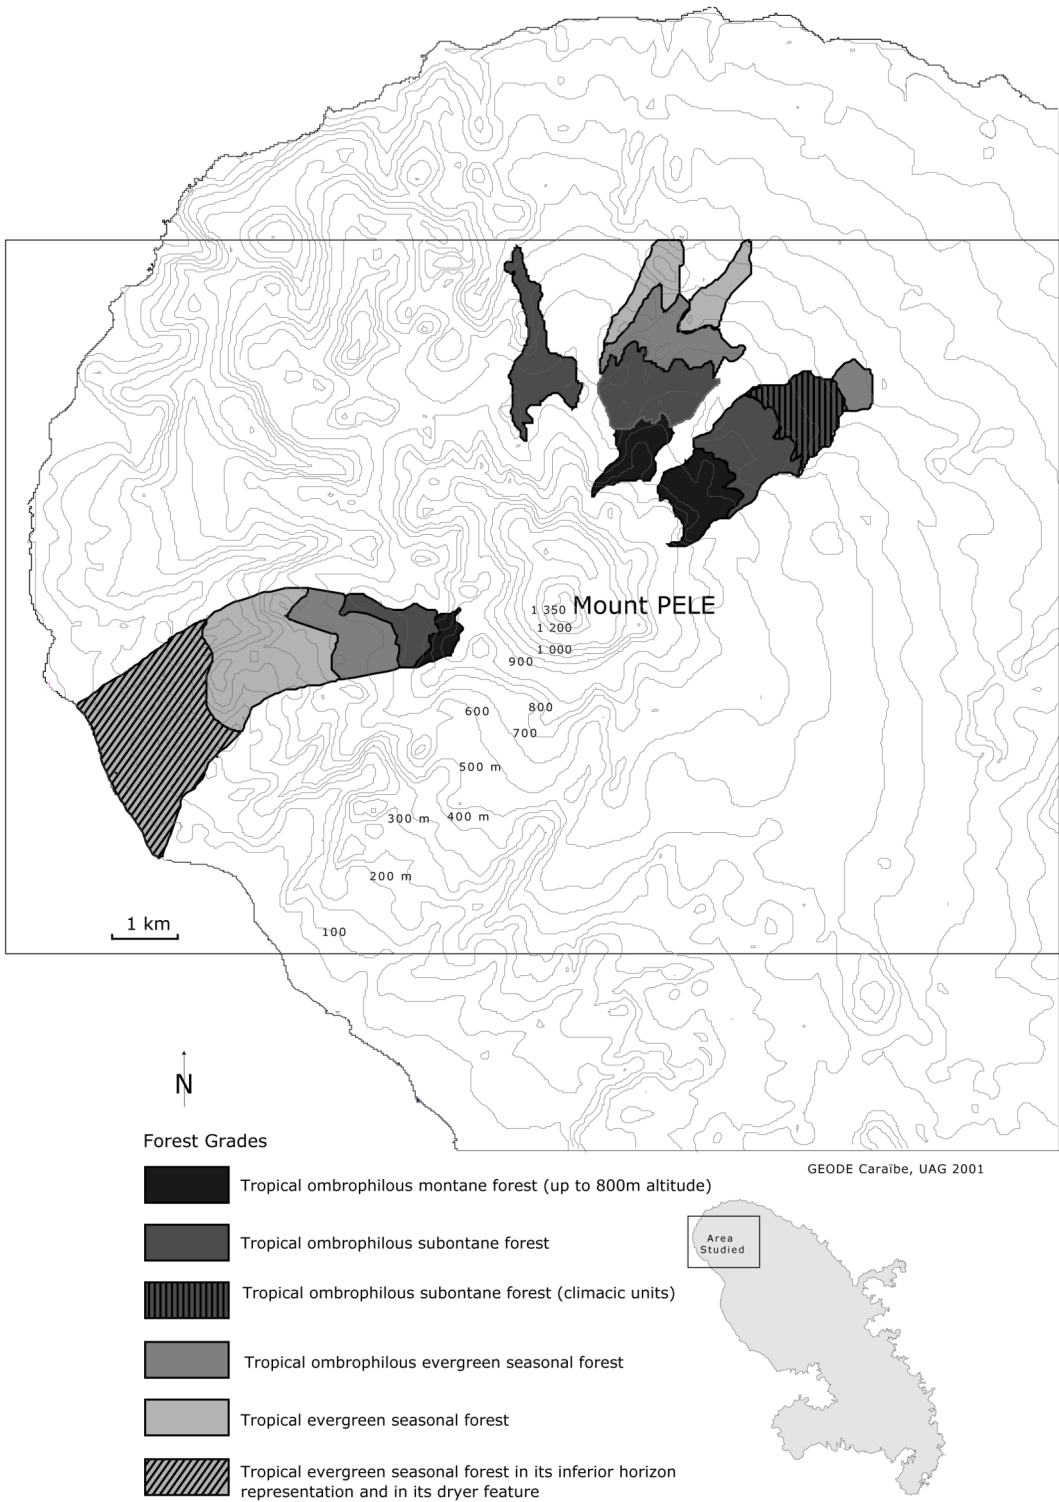 1 350
Mount PELE
1 200
1 000
900
800
600
700
500 m
300 m
400 m
200 m
1 km
100
N
Forest Grades
GEODE Caraïbe, UAG 2001
Tropical ombrophilous montane forest (up to 800m altitude)
Area
Studied
Tropical ombrophilous subontane forest
Tropical ombrophilous subontane forest (climacic units)
Tropical ombrophilous evergreen seasonal forest
Tropical evergreen seasonal forest
Tropical evergreen seasonal forest in its inferior horizon
representation and in its dryer feature